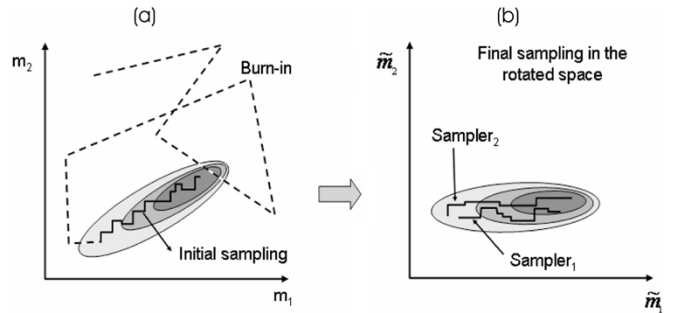 (a)
m₂
Burn-in
Initial sampling
m₁
(b)
m̃₂
Final sampling in the
rotated space
Sampler₂
Sampler₁
m̃₁